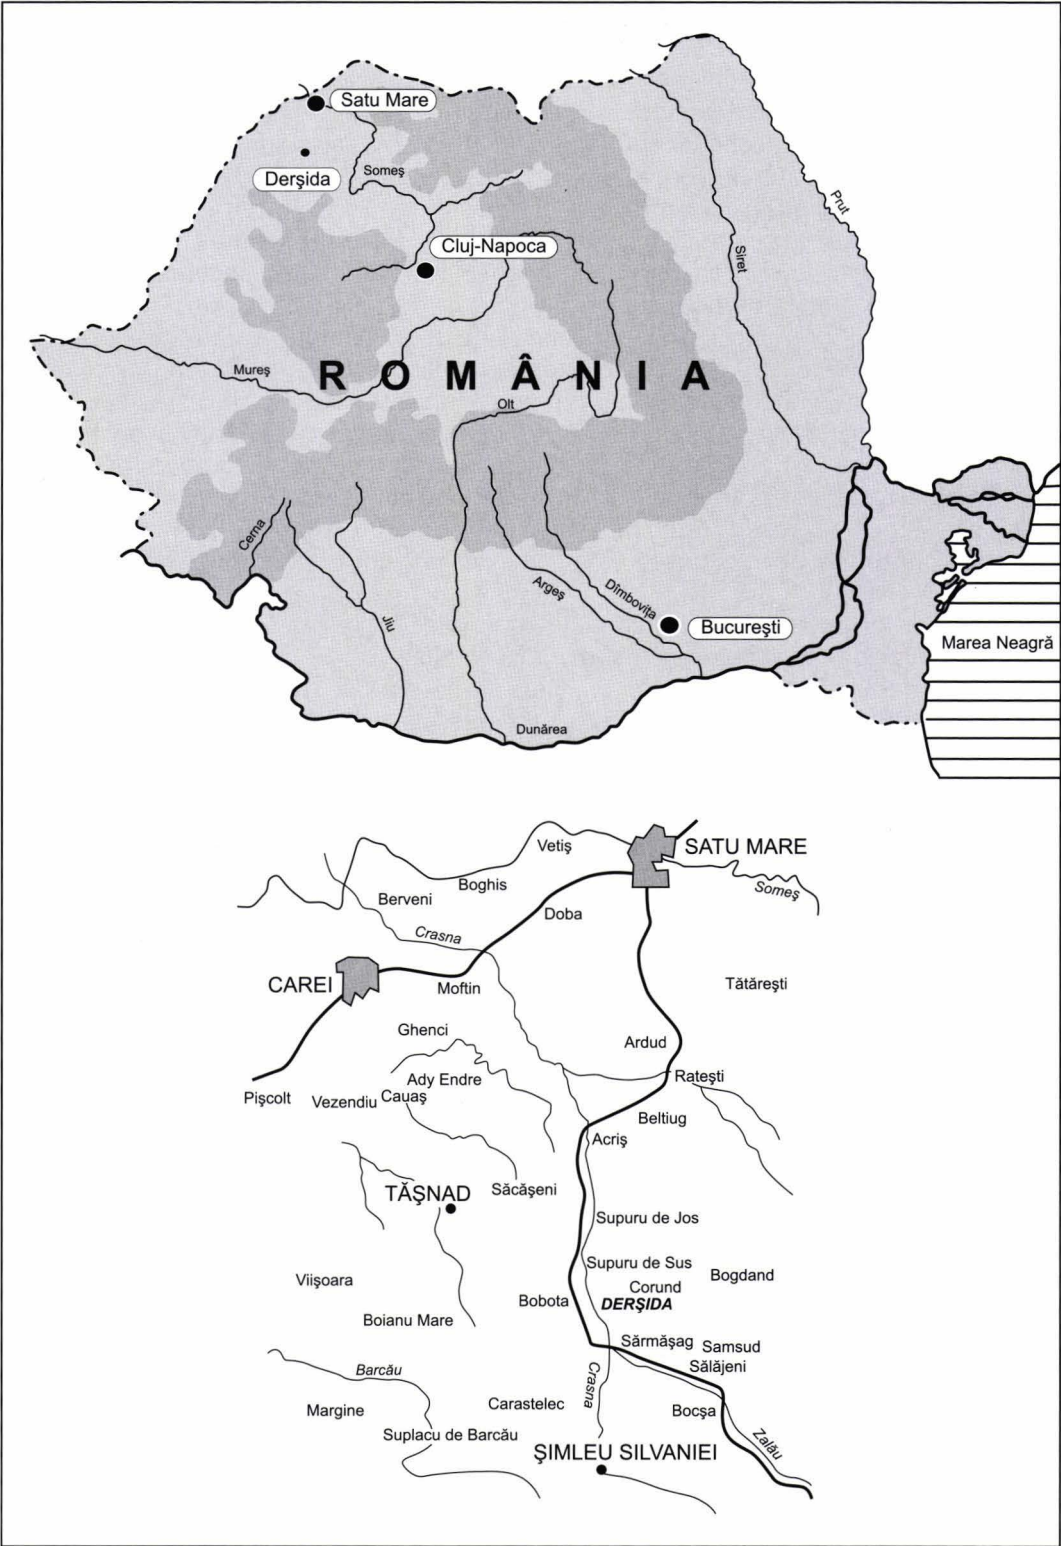 Satu Mare
Derşida
Someş
Cluj-Napoca
Prut
Siret
Mureş
ROMÂNIA
Olt
Cerna
Jiu
Argeş
Dîmboviţa
Bucureşti
Marea Neagră
Dunărea
Vetiş
SATU MARE
Boghis
Someş
Berveni
Doba
Crasna
CAREI
Moftin
Tătăreşti
Ghenci
Ardud
Ady Endre
Rateşti
Pişcolt
Vezendiu
Cauaş
Beltiug
Acriş
TĂŞNAD
Săcăşeni
Supuru de Jos
Supuru de Sus
Viişoara
Bogdand
Corund
Bobota
DERŞIDA
Boianu Mare
Sărmăşag
Samsud
Sălăjeni
Barcău
Crasna
Carastelec
Margine
Bocşa
Suplacu de Barcău
Zalău
ŞIMLEU SILVANIEI